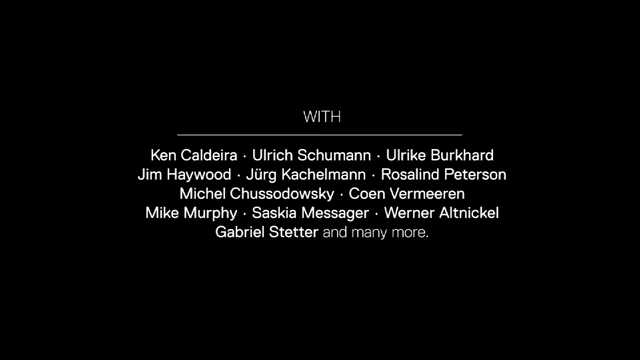 WITH
Ken Caldeira · Ulrich Schumann · Ulrike Burkhard
Jim Haywood · Jürg Kachelmann · Rosalind Peterson
Michel Chussodowsky · Coen Vermeeren
Mike Murphy · Saskia Messager · Werner Altnickel
Gabriel Stetter and many more.